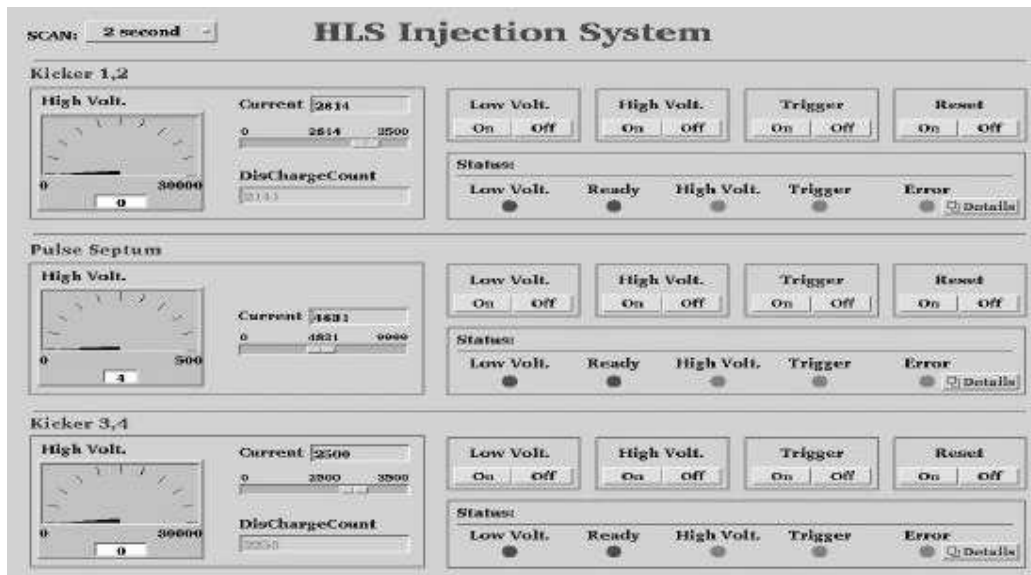 SCAN: 2 second
HLS Injection System
Kicker 1,2
High Volt.
0 30000
0
Current 2614
0 2614 3500
DisChargeCount
Low Volt. High Volt. Trigger Reset
On Off On Off On Off On Off
Status:
Low Volt. Ready High Volt. Trigger Error
Details
Pulse Septum
High Volt.
0 500
4
Current
0 9999
Low Volt. High Volt. Trigger Reset
On Off On Off On Off On Off
Status:
Low Volt. Ready High Volt. Trigger Error
Details
Kicker 3,4
High Volt.
0 30000
0
Current 2500
0 2500 3500
DisChargeCount
Low Volt. High Volt. Trigger Reset
On Off On Off On Off On Off
Status:
Low Volt. Ready High Volt. Trigger Error
Details